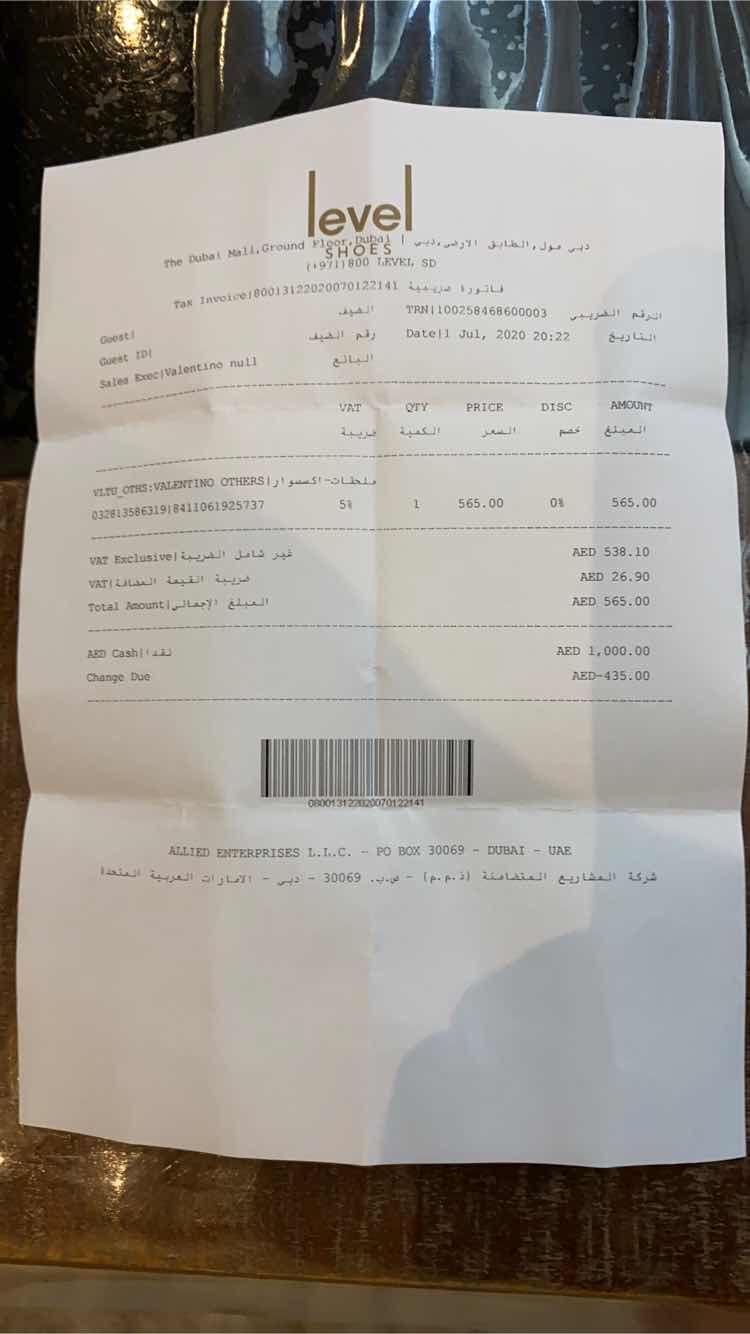 level
SHOES
The Dubai Mall,Ground Floor,Dubai | دبي مول,الطابق الارضي,دبي
(+971)800 LEVEL SD
Tax Invoice|80013122020070122141 فاتورة ضريبية
Guest| الضيف TRN|100258468600003 الرقم الضريبي
Guest ID| رقم الضيف Date|1 Jul, 2020 20:22 التاريخ
Sales Exec|Valentino null البائع
VAT QTY PRICE DISC AMOUNT
ضريبة الكمية السعر خصم المبلغ
VLTU_OTHS:VALENTINO OTHERS|ملحقات-اكسسوار
032813586319|8411061925737 5% 1 565.00 0% 565.00
VAT Exclusive|غير شامل الضريبة AED 538.10
VAT|ضريبة القيمة المضافة AED 26.90
Total Amount|المبلغ الإجمالي AED 565.00
AED Cash|نقدا AED 1,000.00
Change Due AED-435.00
080013122020070122141
ALLIED ENTERPRISES L.L.C. - PO BOX 30069 - DUBAI - UAE
شركة المشاريع المتضامنة (ذ.م.م) - ص.ب. 30069 - دبي - الامارات العربية المتحدة